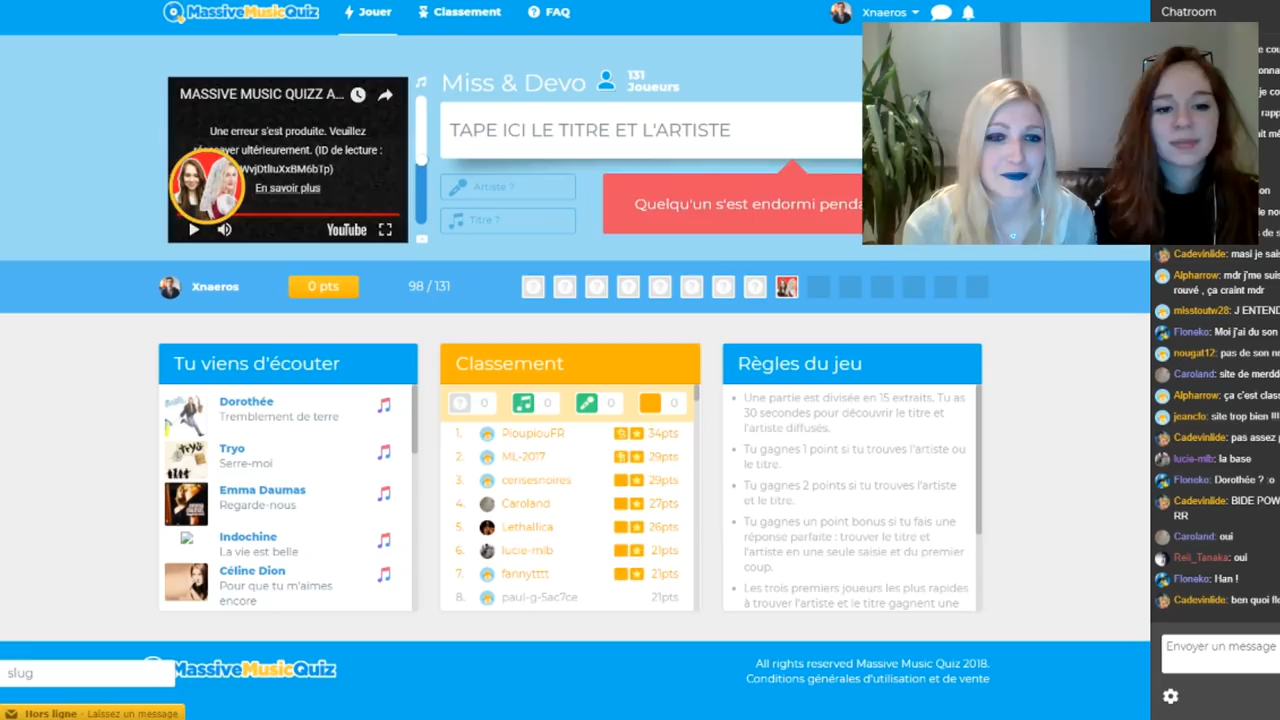 MassiveMusicQuiz
Jouer
Classement
FAQ
Xnaeros
Chatroom
MASSIVE MUSIC QUIZZ A...
Une erreur s'est produite. Veuillez
ultérieurement. (ID de lecture :
En savoir plus
YouTube
Miss & Devo
131
Joueurs
TAPE ICI LE TITRE ET L'ARTISTE
Artiste ?
Titre ?
Quelqu'un s'est endormi penda
Xnaeros
0 pts
98 / 131
Tu viens d'écouter
Dorothée
Tremblement de terre
Tryo
Serre-moi
Emma Daumas
Regarde-nous
Indochine
La vie est belle
Céline Dion
Pour que tu m'aimes
encore
Classement
0 0 0 0
1. PioupiouFR 34pts
2. ML-2017 29pts
3. cerisesnoires 29pts
4. Caroland 27pts
5. Lethallica 26pts
6. lucie-mlb 21pts
7. fannytttt 21pts
8. paul-g-5ac7ce 21pts
Règles du jeu
Une partie est divisée en 15 extraits. Tu as
30 secondes pour découvrir le titre et
l'artiste diffusés.
Tu gagnes 1 point si tu trouves l'artiste ou
le titre.
Tu gagnes 2 points si tu trouves l'artiste
et le titre.
Tu gagnes un point bonus si tu fais une
réponse parfaite : trouver le titre et
l'artiste en une seule saisie et du premier
coup.
Les trois premiers joueurs les plus rapides
à trouver l'artiste et le titre gagnent une
Cadevinlide: masi je sais
Alpharrow: mdr j'me suis
rouvé , ça craint mdr
misstoutw28: J ENTEND
Floneko: Moi j'ai du son
nougat12: pas de son no
Caroland: site de merdd
Alpharrow: ça c'est class
jeanclo: site trop bien !!!
Cadevinlide: pas assez
lucie-mlb: la base
Floneko: Dorothée ? :o
Cadevinlide: BIDE POW
RR
Caroland: oui
Reii_Tanaka: oui
Floneko: Han !
Cadevinlide: ben quoi flo
Envoyer un message
slug
MassiveMusicQuiz
All rights reserved Massive Music Quiz 2018.
Conditions générales d'utilisation et de vente
Hors ligne - Laissez un message